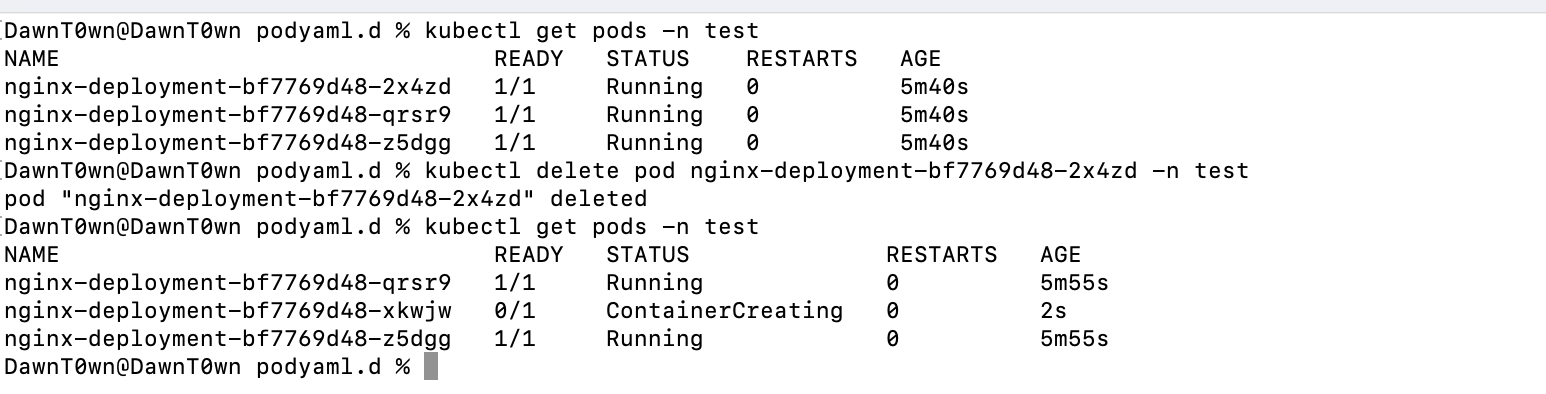 DawnT0wn@DawnT0wn podyaml.d % kubectl get pods -n test
NAME READY STATUS RESTARTS AGE
nginx-deployment-bf7769d48-2x4zd 1/1 Running 0 5m40s
nginx-deployment-bf7769d48-qrsr9 1/1 Running 0 5m40s
nginx-deployment-bf7769d48-z5dgg 1/1 Running 0 5m40s
DawnT0wn@DawnT0wn podyaml.d % kubectl delete pod nginx-deployment-bf7769d48-2x4zd -n test
pod "nginx-deployment-bf7769d48-2x4zd" deleted
DawnT0wn@DawnT0wn podyaml.d % kubectl get pods -n test
NAME READY STATUS RESTARTS AGE
nginx-deployment-bf7769d48-qrsr9 1/1 Running 0 5m55s
nginx-deployment-bf7769d48-xkwjw 0/1 ContainerCreating 0 2s
nginx-deployment-bf7769d48-z5dgg 1/1 Running 0 5m55s
DawnT0wn@DawnT0wn podyaml.d %